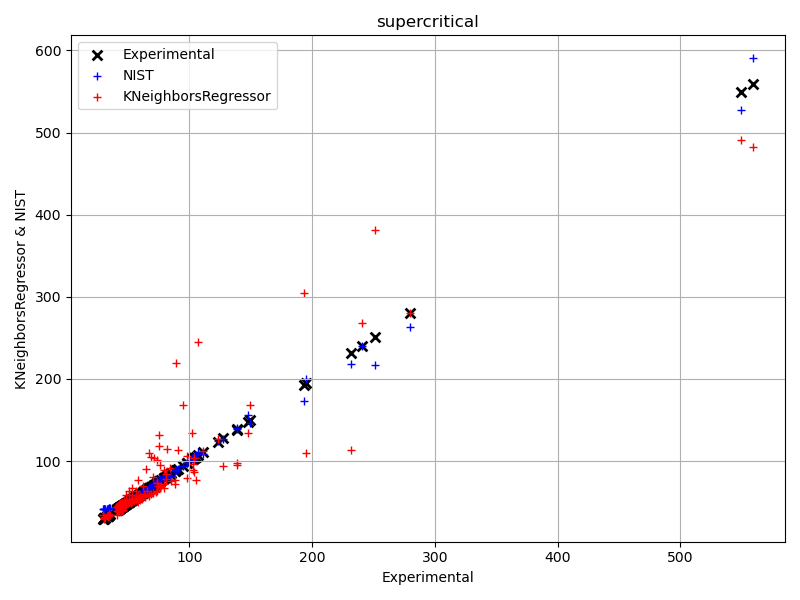 supercritical
Experimental
NIST
KNeighborsRegressor
KNeighborsRegressor & NIST
600
500
400
300
200
100
100 200 300 400 500
Experimental